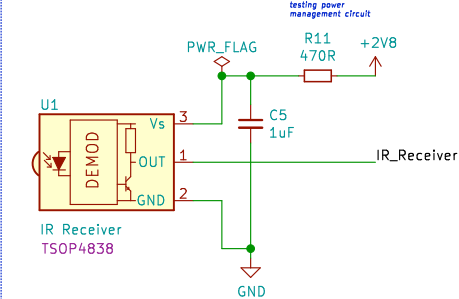 testing power
management circuit
R11
470R
+2V8
PWR_FLAG
U1
Vs
3
C5
1uF
DEMOD
OUT
1
IR_Receiver
GND
2
IR Receiver
TSOP4838
GND